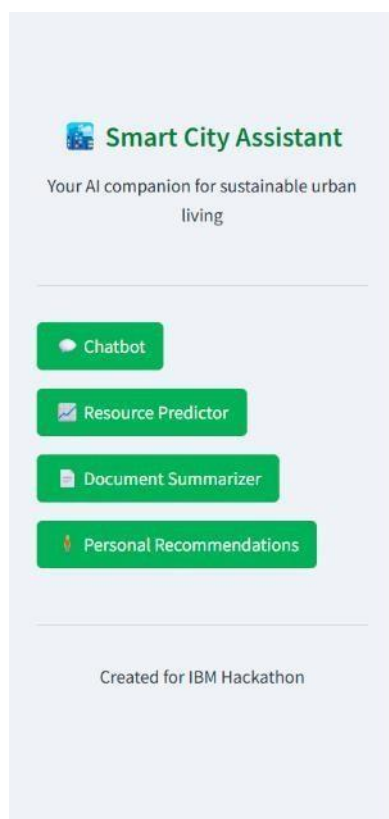 Smart City Assistant
Your AI companion for sustainable urban
living
Chatbot
Resource Predictor
Document Summarizer
Personal Recommendations
Created for IBM Hackathon